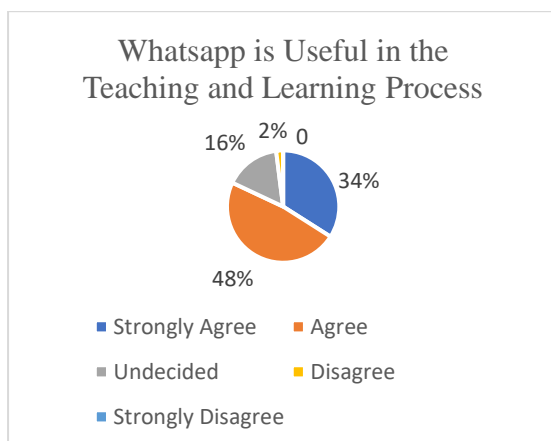 Whatsapp is Useful in the
Teaching and Learning Process
2% 0
16%
34%
48%
Strongly Agree Agree
Undecided Disagree
Strongly Disagree